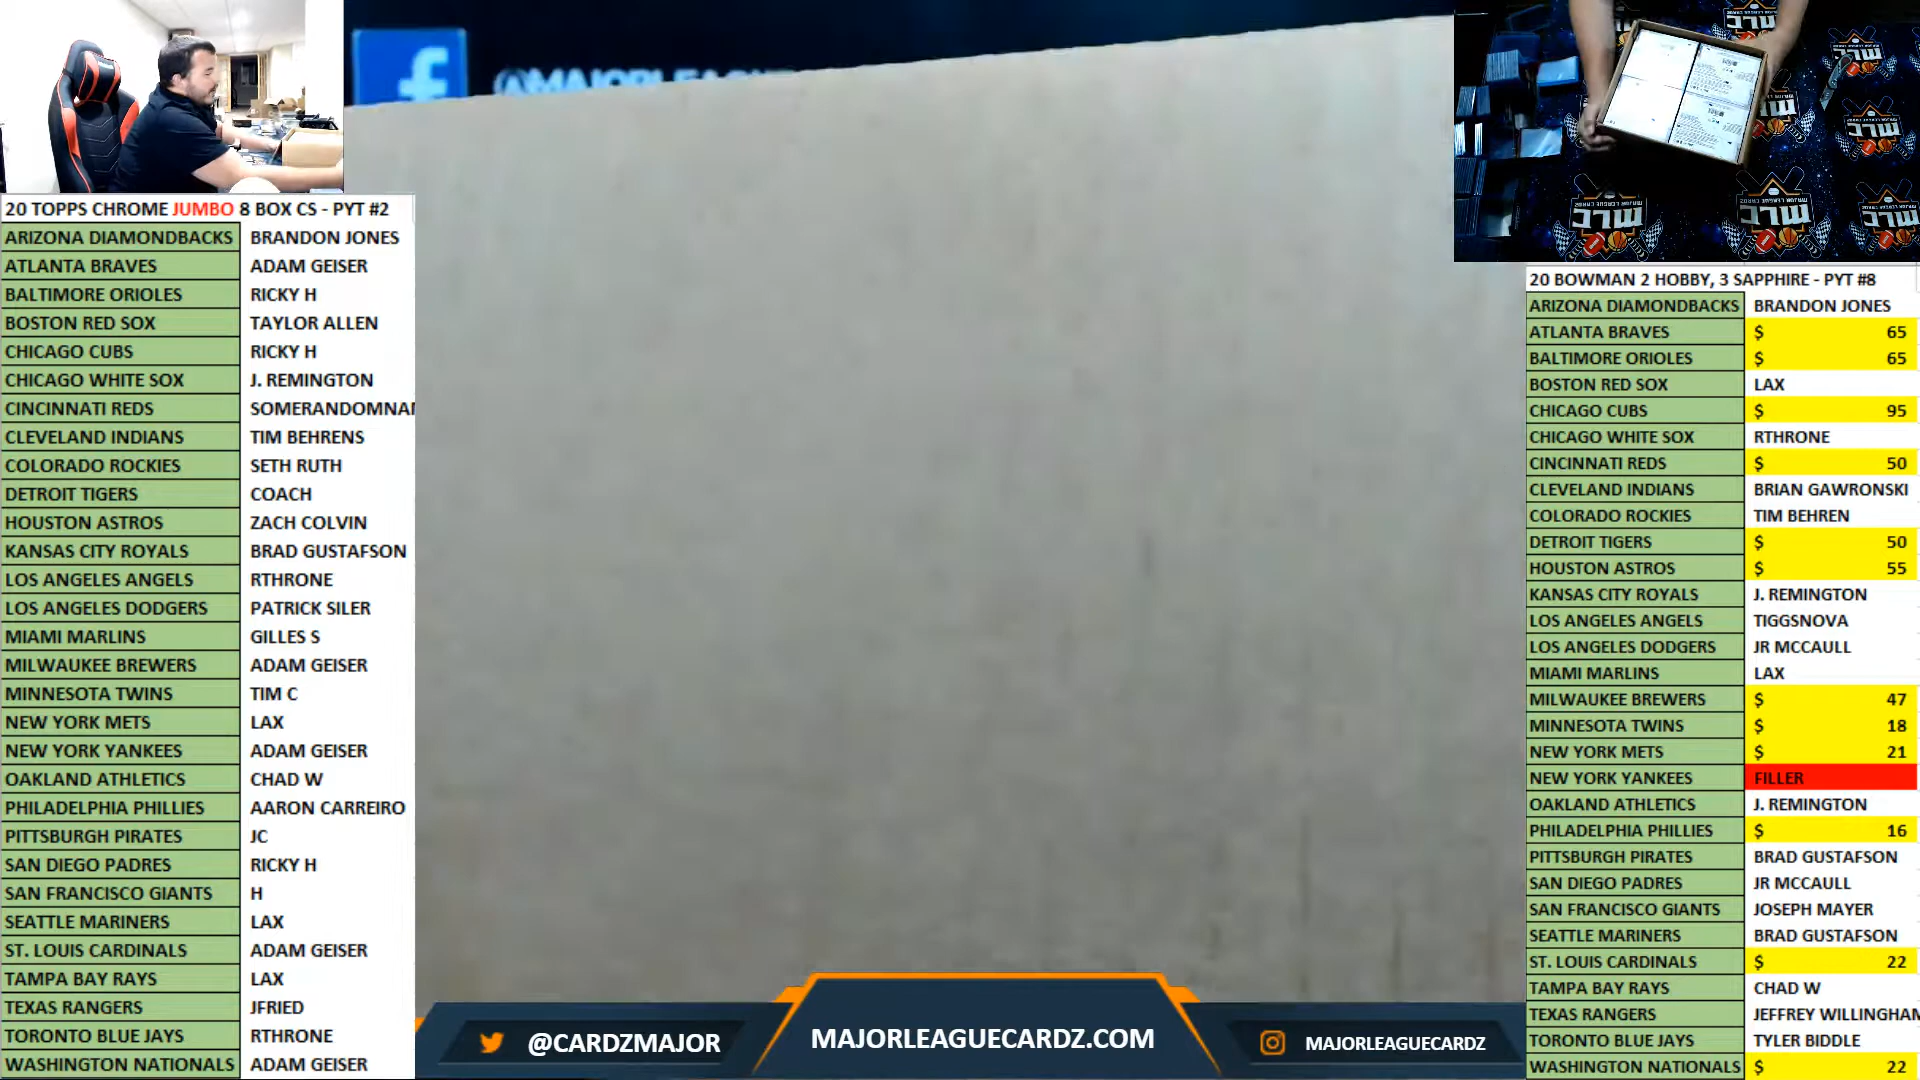 @MAJORLEAGUE
20 TOPPS CHROME JUMBO 8 BOX CS - PYT #2
ARIZONA DIAMONDBACKS BRANDON JONES
ATLANTA BRAVES ADAM GEISER
BALTIMORE ORIOLES RICKY H
BOSTON RED SOX TAYLOR ALLEN
CHICAGO CUBS RICKY H
CHICAGO WHITE SOX J. REMINGTON
CINCINNATI REDS SOMERANDOMNA
CLEVELAND INDIANS TIM BEHRENS
COLORADO ROCKIES SETH RUTH
DETROIT TIGERS COACH
HOUSTON ASTROS ZACH COLVIN
KANSAS CITY ROYALS BRAD GUSTAFSON
LOS ANGELES ANGELS RTHRONE
LOS ANGELES DODGERS PATRICK SILER
MIAMI MARLINS GILLES S
MILWAUKEE BREWERS ADAM GEISER
MINNESOTA TWINS TIM C
NEW YORK METS LAX
NEW YORK YANKEES ADAM GEISER
OAKLAND ATHLETICS CHAD W
PHILADELPHIA PHILLIES AARON CARREIRO
PITTSBURGH PIRATES JC
SAN DIEGO PADRES RICKY H
SAN FRANCISCO GIANTS H
SEATTLE MARINERS LAX
ST. LOUIS CARDINALS ADAM GEISER
TAMPA BAY RAYS LAX
TEXAS RANGERS JFRIED
TORONTO BLUE JAYS RTHRONE
WASHINGTON NATIONALS ADAM GEISER
20 BOWMAN 2 HOBBY, 3 SAPPHIRE - PYT #8
ARIZONA DIAMONDBACKS BRANDON JONES
ATLANTA BRAVES $ 65
BALTIMORE ORIOLES $ 65
BOSTON RED SOX LAX
CHICAGO CUBS $ 95
CHICAGO WHITE SOX RTHRONE
CINCINNATI REDS $ 50
CLEVELAND INDIANS BRIAN GAWRONSKI
COLORADO ROCKIES TIM BEHREN
DETROIT TIGERS $ 50
HOUSTON ASTROS $ 55
KANSAS CITY ROYALS J. REMINGTON
LOS ANGELES ANGELS TIGGSNOVA
LOS ANGELES DODGERS JR MCCAULL
MIAMI MARLINS LAX
MILWAUKEE BREWERS $ 47
MINNESOTA TWINS $ 18
NEW YORK METS $ 21
NEW YORK YANKEES FILLER
OAKLAND ATHLETICS J. REMINGTON
PHILADELPHIA PHILLIES $ 16
PITTSBURGH PIRATES BRAD GUSTAFSON
SAN DIEGO PADRES JR MCCAULL
SAN FRANCISCO GIANTS JOSEPH MAYER
SEATTLE MARINERS BRAD GUSTAFSON
ST. LOUIS CARDINALS $ 22
TAMPA BAY RAYS CHAD W
TEXAS RANGERS JEFFREY WILLINGHAM
TORONTO BLUE JAYS TYLER BIDDLE
WASHINGTON NATIONALS $ 22
@CARDZMAJOR
MAJORLEAGUECARDZ.COM
MAJORLEAGUECARDZ
MLC
MLC
MLC
MLC